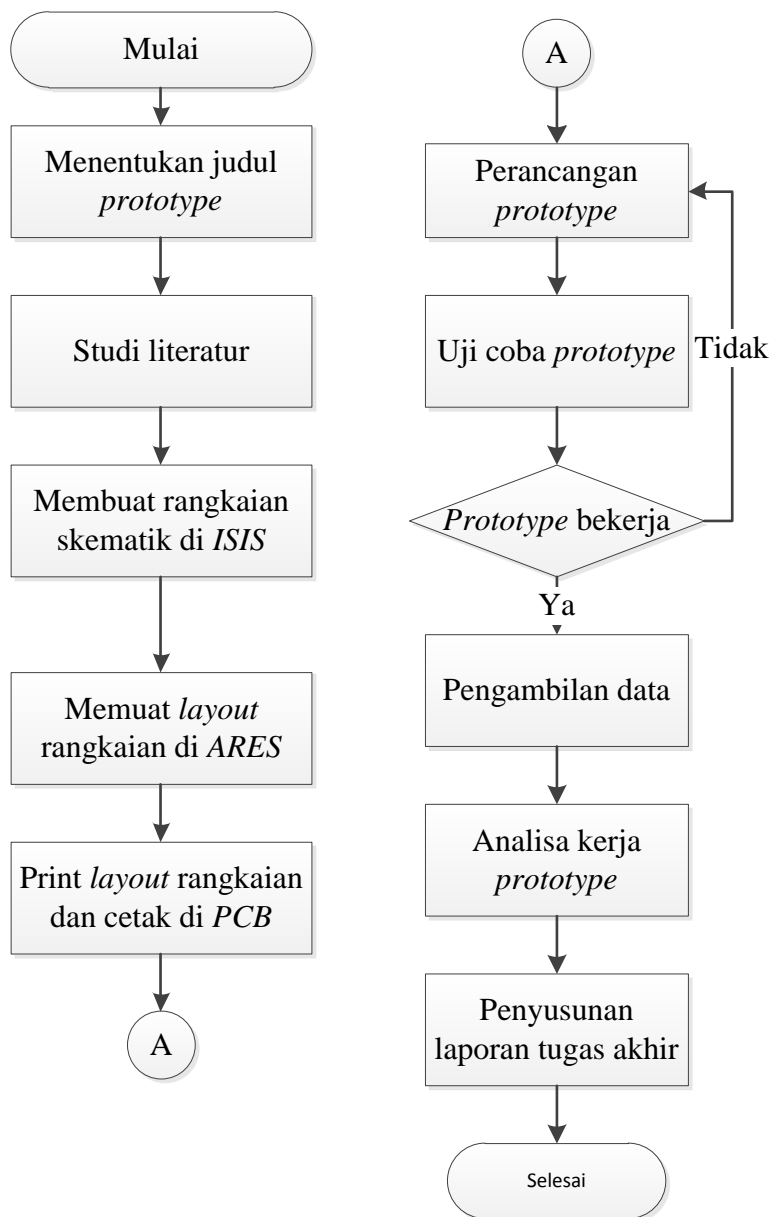 Mulai
Menentukan judul
prototype
Studi literatur
Membuat rangkaian
skematik di ISIS
Memuat layout
rangkaian di ARES
Print layout rangkaian
dan cetak di PCB
A
A
Perancangan
prototype
Uji coba prototype
Tidak
Prototype bekerja
Ya
Pengambilan data
Analisa kerja
prototype
Penyusunan
laporan tugas akhir
Selesai